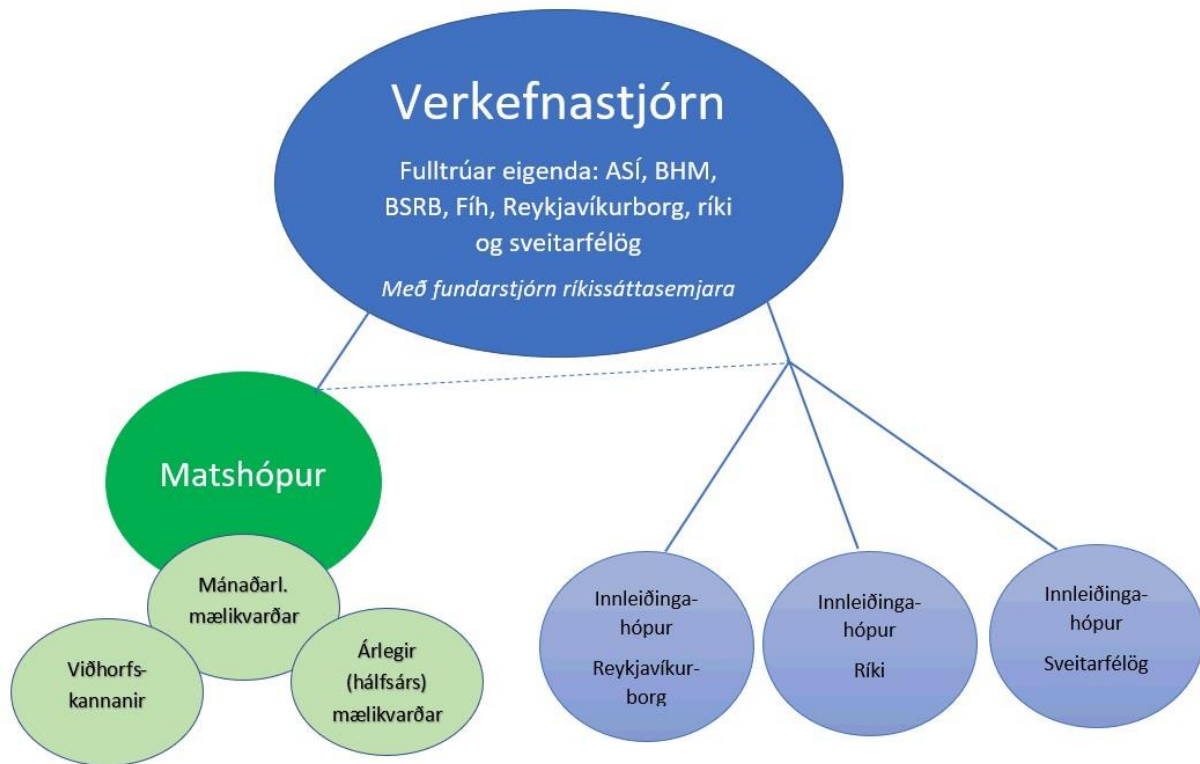 Verkefnastjórn
Fulltrúar eigenda: ASÍ, BHM,
BSRB, Fíh, Reykjavíkurborg, ríki
og sveitarfélög
Með fundarstjórn ríkissáttasemjara
Matshópur
Mánaðarl.
mælikvarðar
Viðhorfs-
kannanir
Árlegir
(hálfsárs)
mælikvarðar
Innleiðinga-
hópur
Reykjavíkur-
borg
Innleiðinga-
hópur
Ríki
Innleiðinga-
hópur
Sveitarfélög